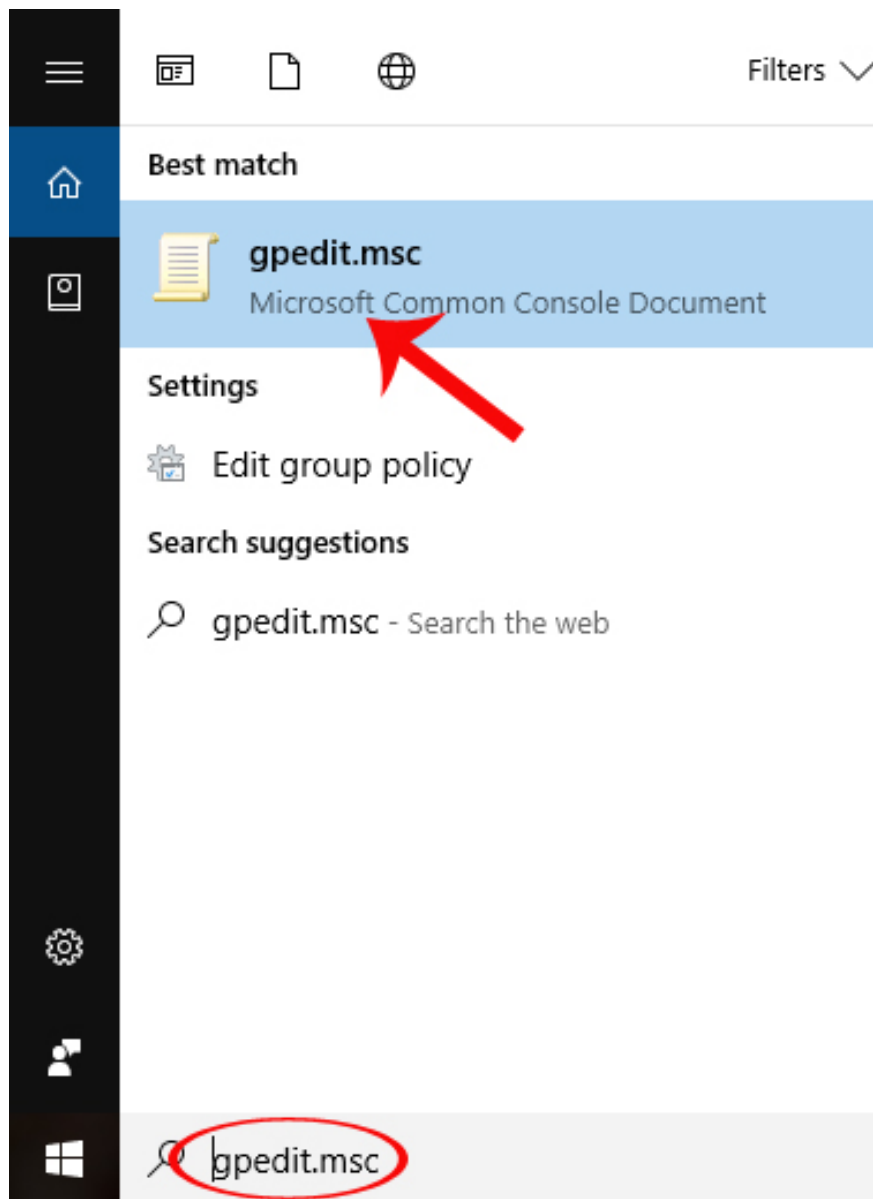 Filters
Best match
gpedit.msc
Microsoft Common Console Document
Settings
Edit group policy
Search suggestions
gpedit.msc - Search the web
gpedit.msc